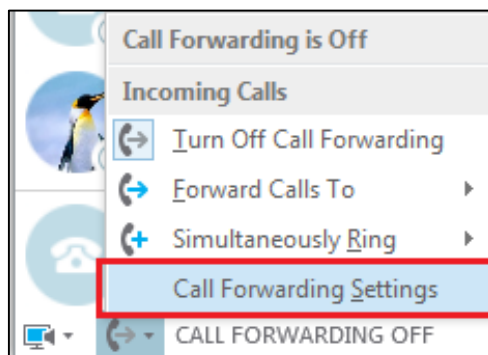 Call Forwarding is Off
Incoming Calls
Turn Off Call Forwarding
Forward Calls To
Simultaneously Ring
Call Forwarding Settings
CALL FORWARDING OFF